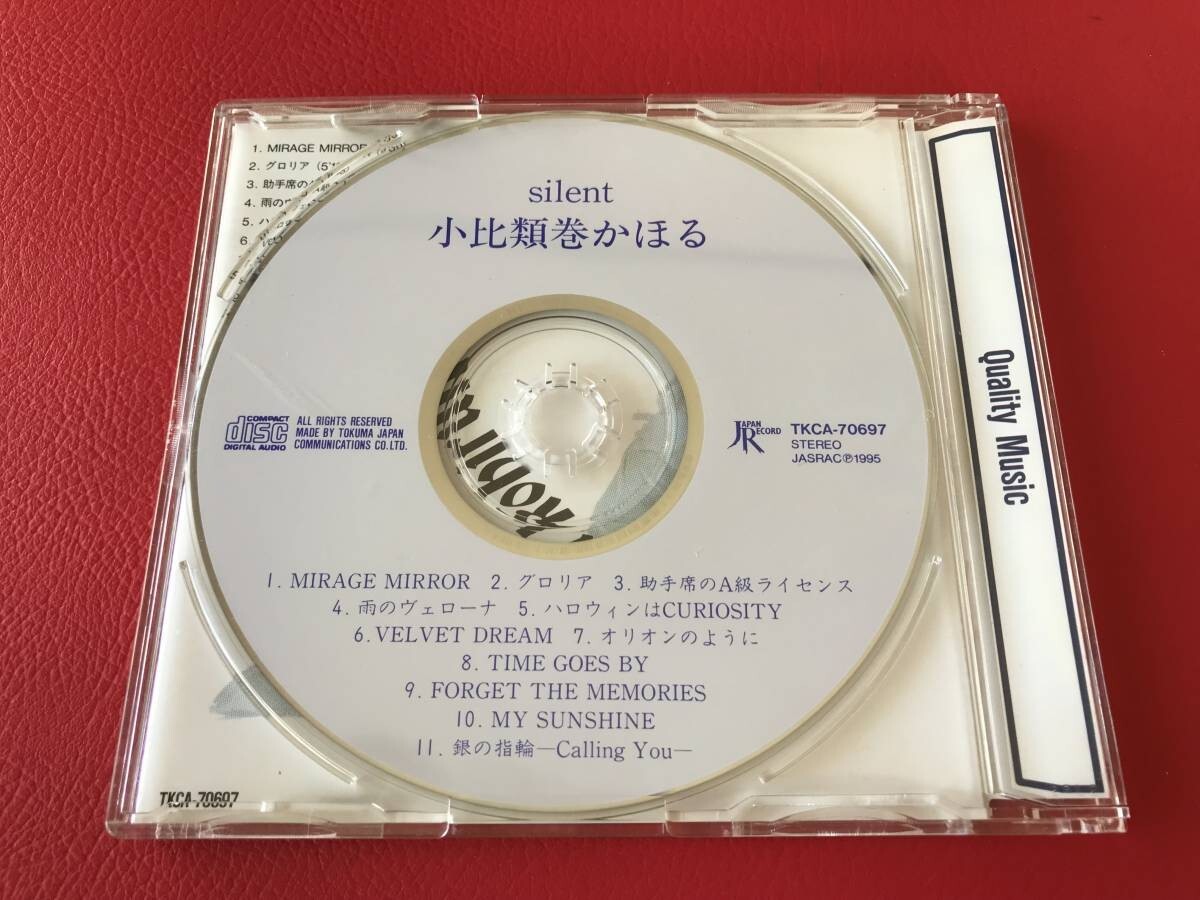 1. MIRAGE MIRROR
2. グロリア
3. 助手席の
4. 雨の
5.
6.
silent
小比類巻かほる
COMPACT
disc
DIGITAL AUDIO
ALL RIGHTS RESERVED
MADE BY TOKUMA JAPAN
COMMUNICATIONS CO.LTD.
JAPAN
RECORD
JR
TKCA-70697
STEREO
JASRAC Ⓟ1995
1. MIRAGE MIRROR 2. グロリア 3. 助手席のA級ライセンス
4. 雨のヴェローナ 5. ハロウィンはCURIOSITY
6. VELVET DREAM 7. オリオンのように
8. TIME GOES BY
9. FORGET THE MEMORIES
10. MY SUNSHINE
11. 銀の指輪—Calling You—
TKCA-70697
Quality Music